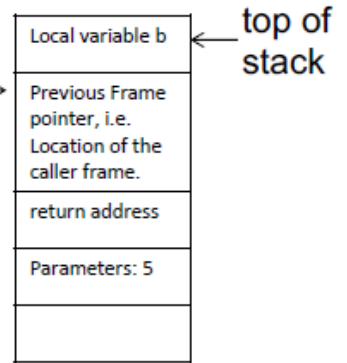 Local variable b
top of
stack
Previous Frame
pointer, i.e.
Location of the
caller frame.
return address
Parameters: 5